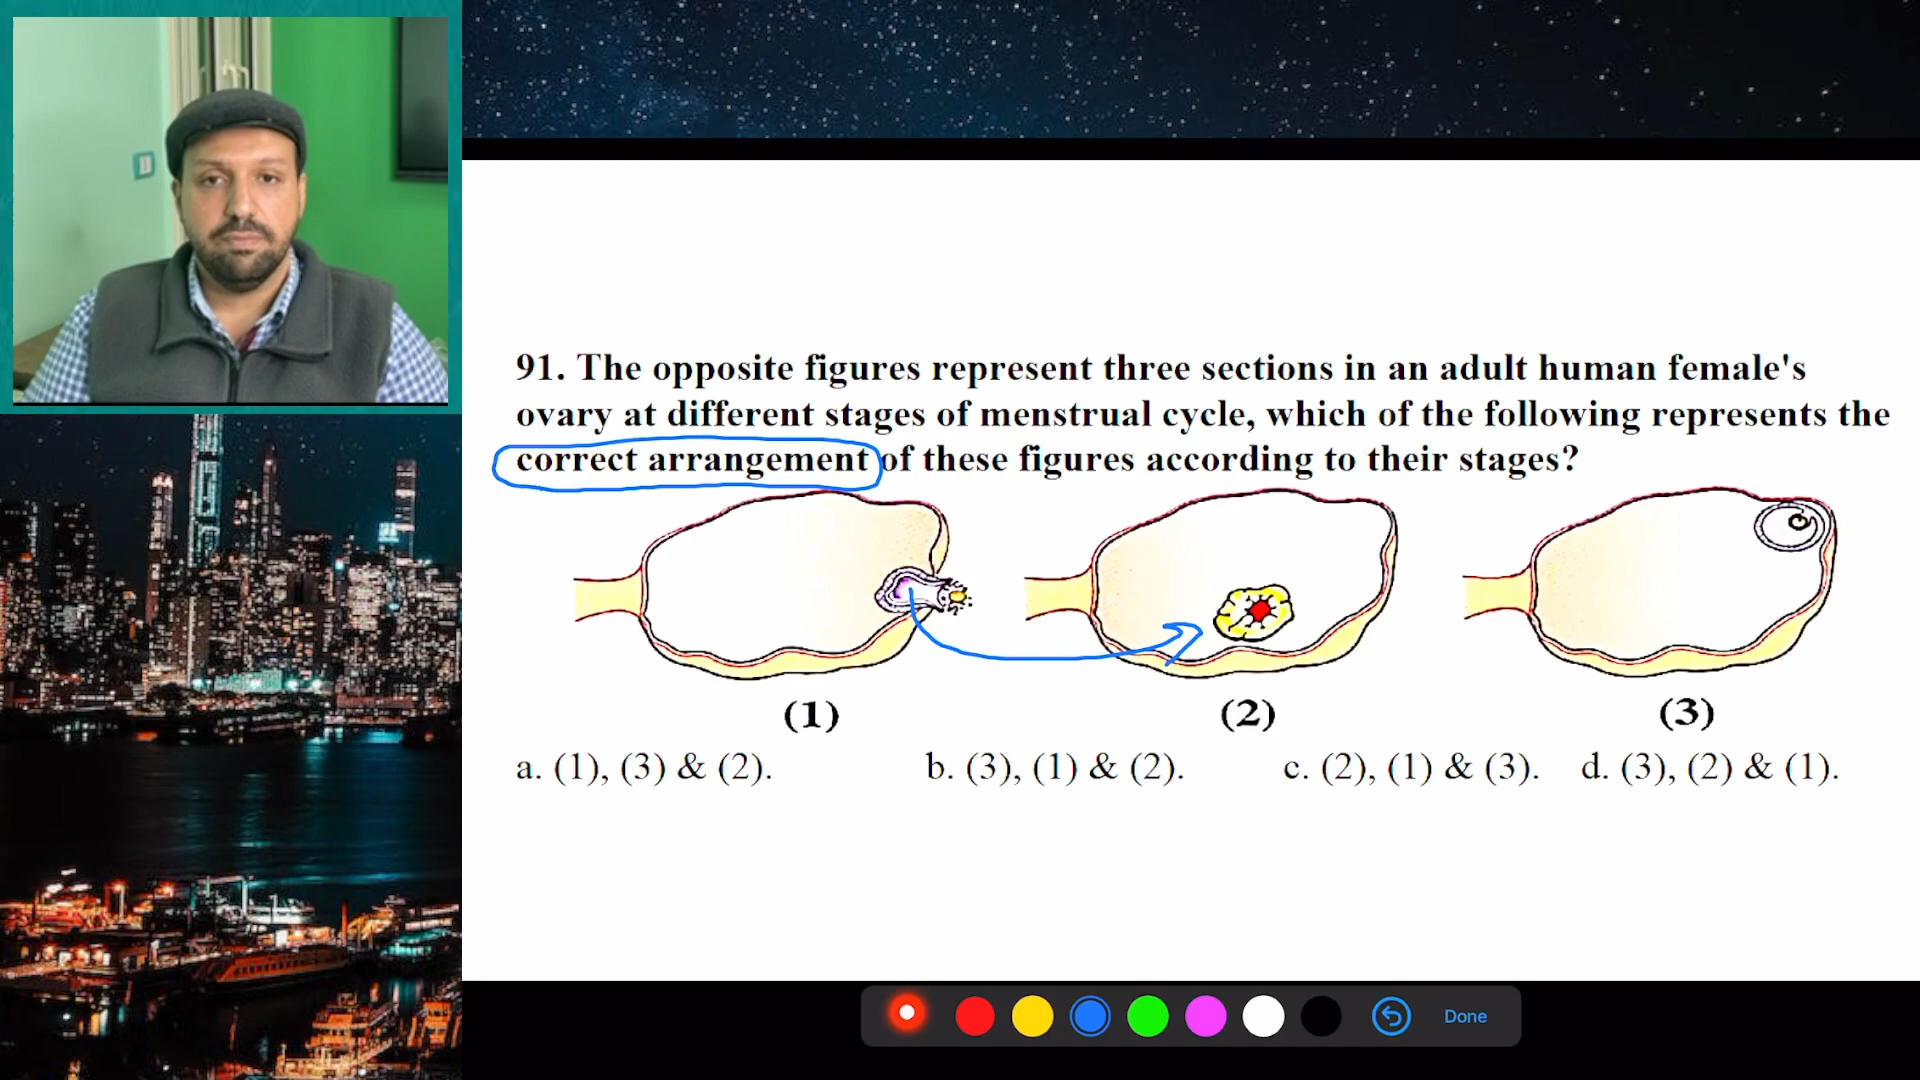 91. The opposite figures represent three sections in an adult human female's
ovary at different stages of menstrual cycle, which of the following represents the
correct arrangement of these figures according to their stages?
(1) (2) (3)
a. (1), (3) & (2). b. (3), (1) & (2). c. (2), (1) & (3). d. (3), (2) & (1).
Done